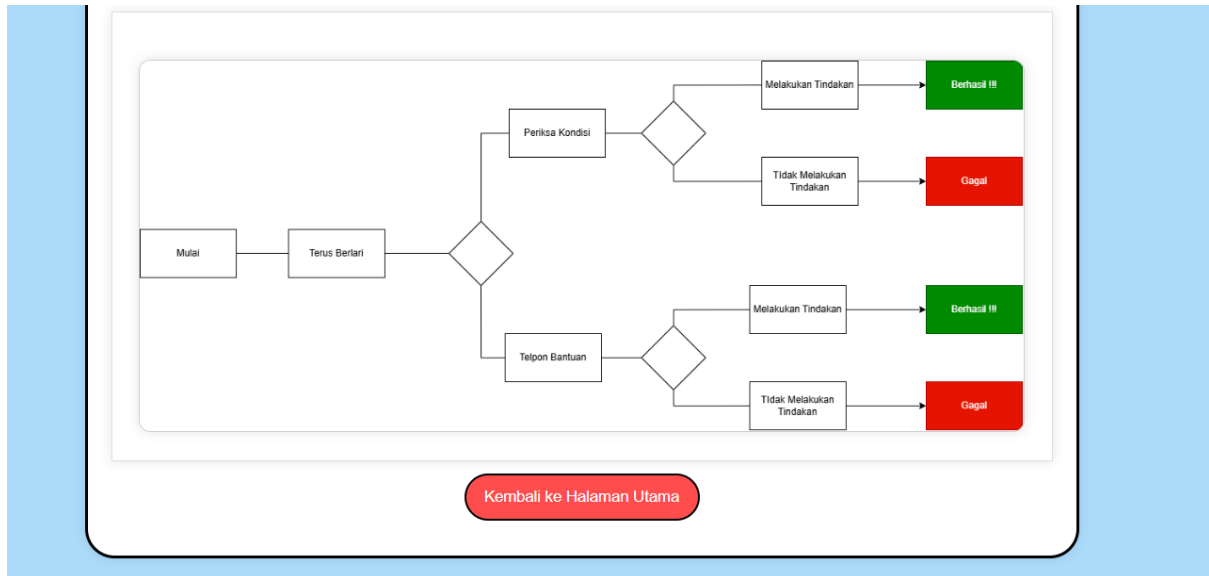 Melakukan Tindakan
Berhasil !!!
Periksa Kondisi
TIdak Melakukan
Tindakan
Gagal
Mulai
Terus Berlari
Melakukan Tindakan
Berhasil !!!
Telpon Bantuan
TIdak Melakukan
Tindakan
Gagal
Kembali ke Halaman Utama